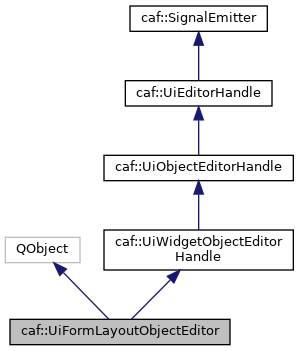 caf::SignalEmitter
caf::UiEditorHandle
caf::UiObjectEditorHandle
caf::UiWidgetObjectEditor
Handle
QObject
caf::UiFormLayoutObjectEditor